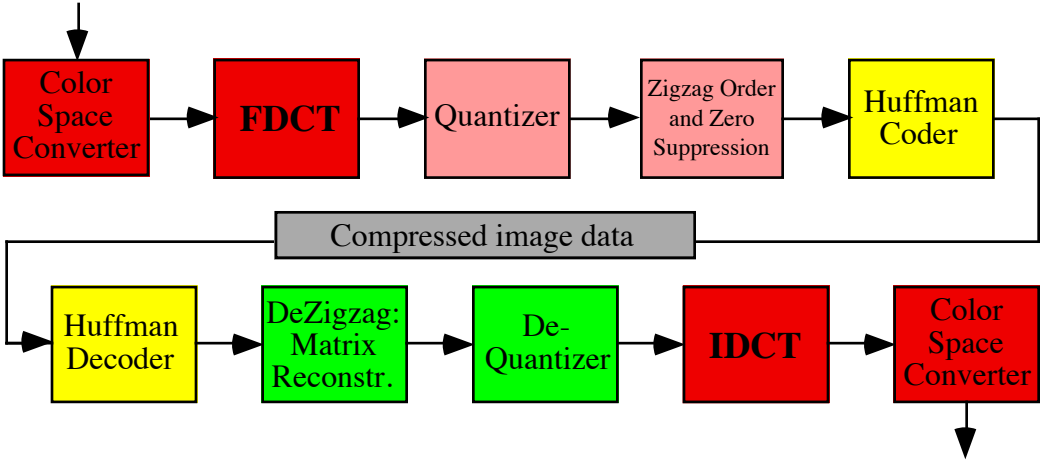 Color
Space
Converter
FDCT
Quantizer
Zigzag Order
and Zero
Suppression
Huffman
Coder
Compressed image data
Huffman
Decoder
DeZigzag:
Matrix
Reconstr.
De-
Quantizer
IDCT
Color
Space
Converter